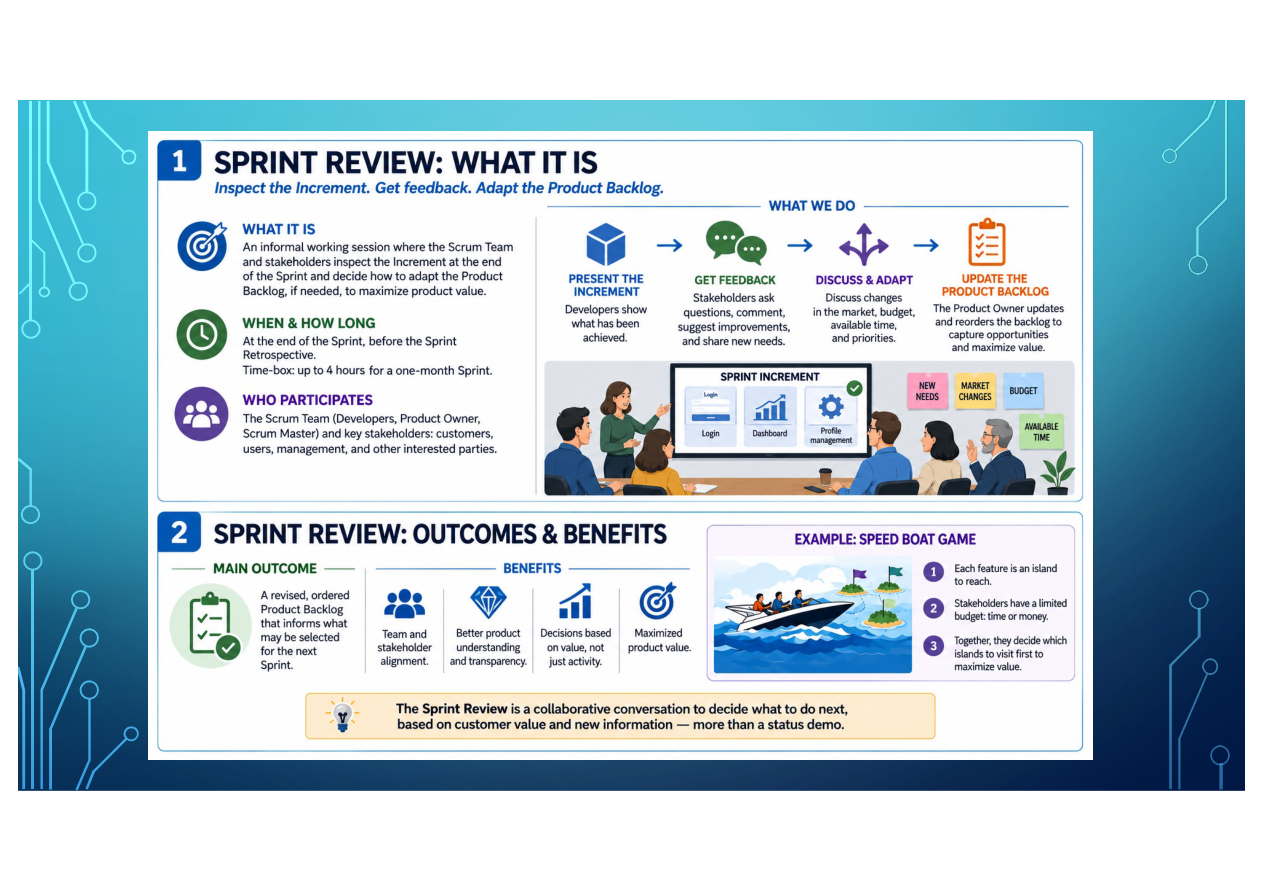 1
SPRINT REVIEW: WHAT IT IS
Inspect the Increment. Get feedback. Adapt the Product Backlog.
WHAT IT IS
An informal working session where the Scrum Team
and stakeholders inspect the Increment at the end
of the Sprint and decide how to adapt the Product
Backlog, if needed, to maximize product value.
WHEN & HOW LONG
At the end of the Sprint, before the Sprint
Retrospective.
Time-box: up to 4 hours for a one-month Sprint.
WHO PARTICIPATES
The Scrum Team (Developers, Product Owner,
Scrum Master) and key stakeholders: customers,
users, management, and other interested parties.
WHAT WE DO
PRESENT THE
INCREMENT
Developers show
what has been
achieved.
GET FEEDBACK
Stakeholders ask
questions, comment,
suggest improvements,
and share new needs.
DISCUSS & ADAPT
Discuss changes
in the market, budget,
available time,
and priorities.
UPDATE THE
PRODUCT BACKLOG
The Product Owner updates
and reorders the backlog to
capture opportunities
and maximize value.
SPRINT INCREMENT
Login
Login
Dashboard
Profile
management
NEW
NEEDS
MARKET
CHANGES
BUDGET
AVAILABLE
TIME
2
SPRINT REVIEW: OUTCOMES & BENEFITS
MAIN OUTCOME
A revised, ordered
Product Backlog
that informs what
may be selected
for the next
Sprint.
BENEFITS
Team and
stakeholder
alignment.
Better product
understanding
and transparency.
Decisions based
on value, not
just activity.
Maximized
product value.
EXAMPLE: SPEED BOAT GAME
1
Each feature is an island
to reach.
2
Stakeholders have a limited
budget: time or money.
3
Together, they decide which
islands to visit first to
maximize value.
The Sprint Review is a collaborative conversation to decide what to do next,
based on customer value and new information — more than a status demo.